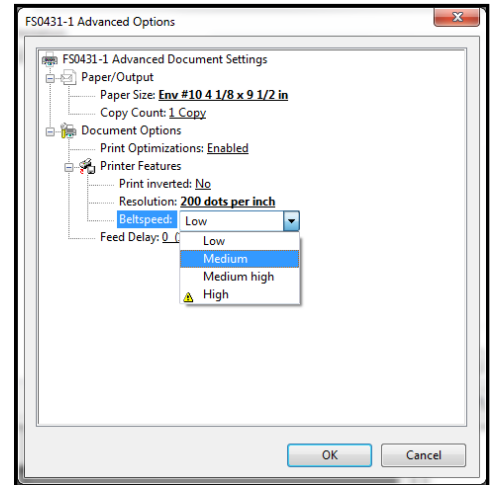 FS0431-1 Advanced Options
FS0431-1 Advanced Document Settings
Paper/Output
Paper Size: Env #10 4 1/8 x 9 1/2 in
Copy Count: 1 Copy
Document Options
Print Optimizations: Enabled
Printer Features
Print inverted: No
Resolution: 200 dots per inch
Beltspeed: Low
Feed Delay: 0
Low
Medium
Medium high
High
OK Cancel